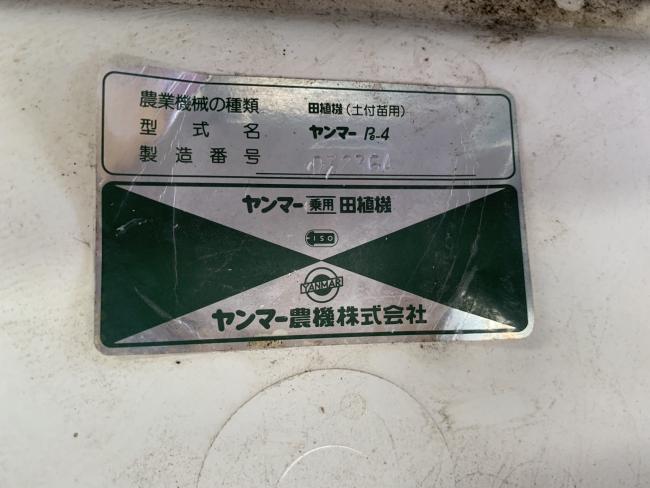 農業機械の種類 田植機(土付苗用)
型式名 ヤンマー Pe-4
製造番号
ヤンマー 乗用 田植機
ISO
YANMAR
ヤンマー農機株式会社